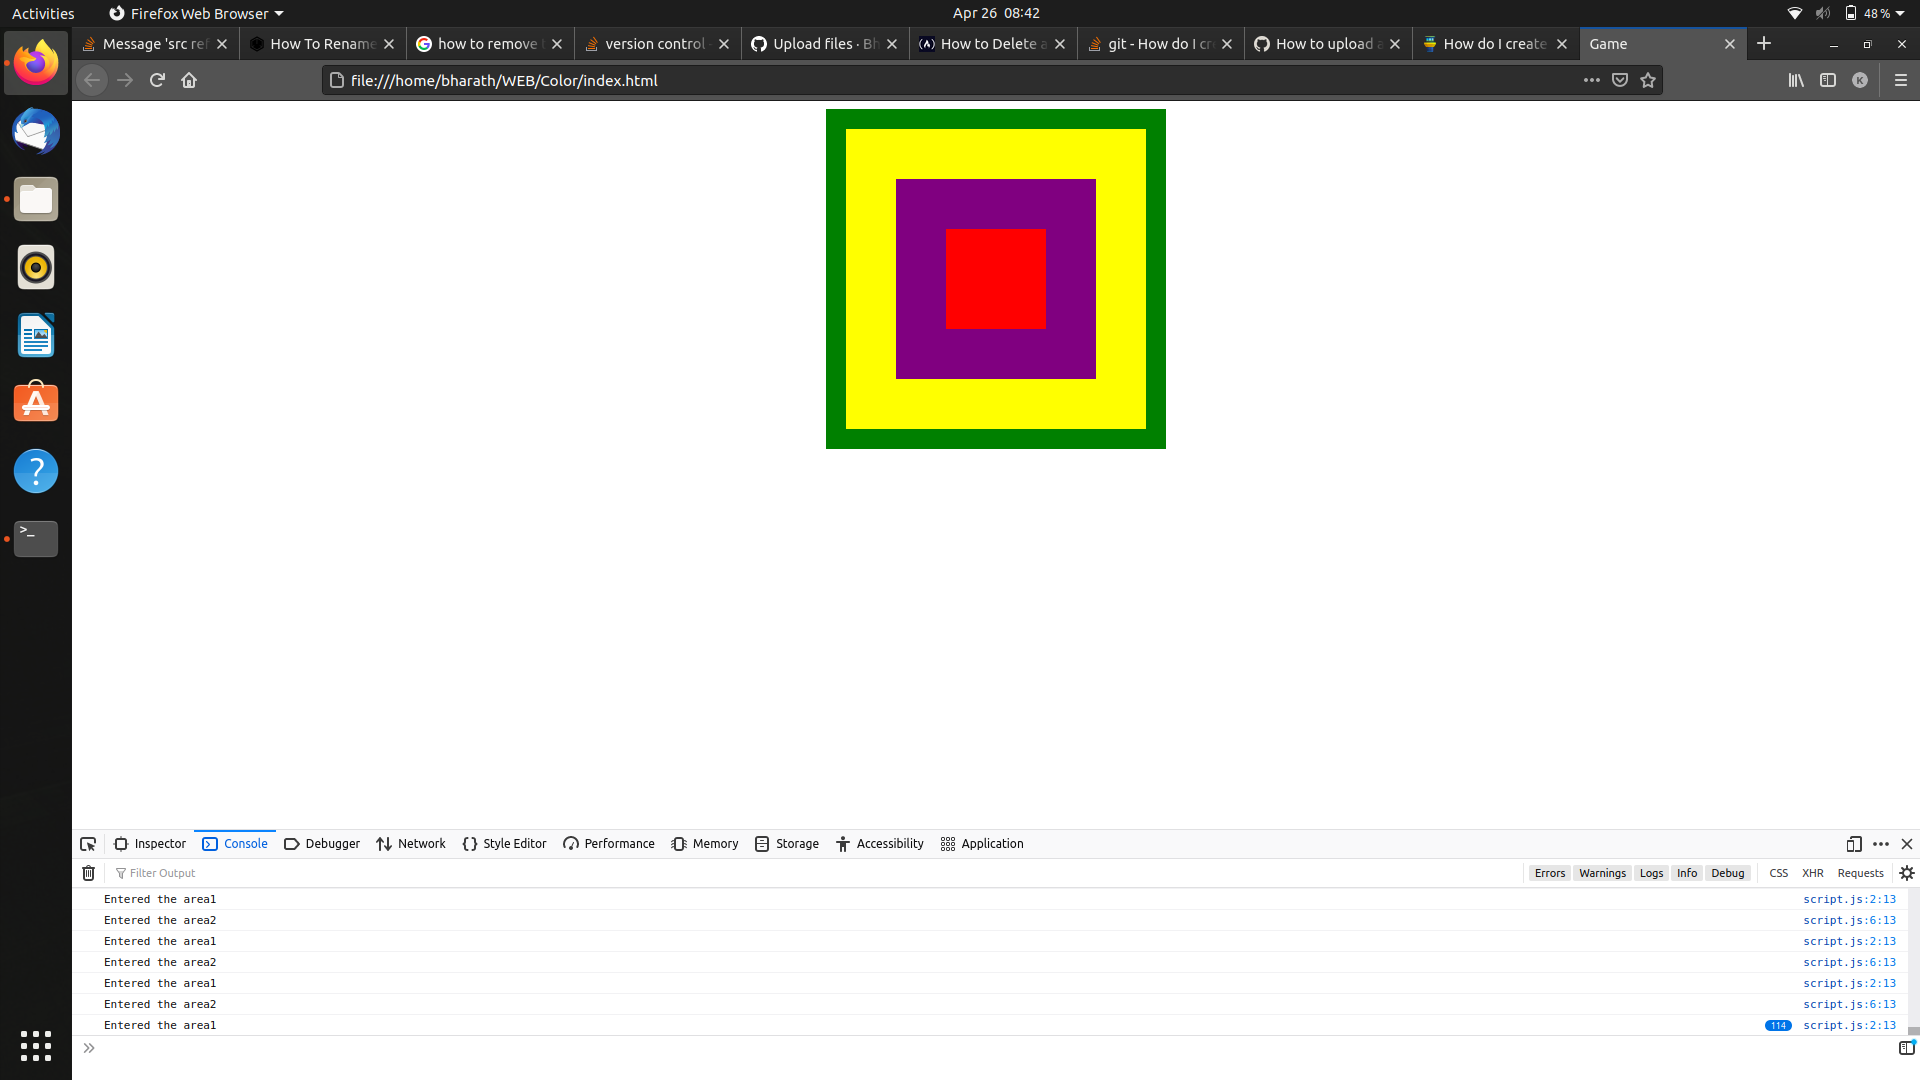 Activities Firefox Web Browser Apr 26 08:42 48 %
Message 'src ref How To Rename how to remove version control - Upload files · Bh How to Delete a git - How do I cr How to upload a How do I create Game
file:///home/bharath/WEB/Color/index.html K
Inspector Console Debugger Network Style Editor Performance Memory Storage Accessibility Application
Filter Output Errors Warnings Logs Info Debug CSS XHR Requests
Entered the area1 script.js:2:13
Entered the area2 script.js:6:13
Entered the area1 script.js:2:13
Entered the area2 script.js:6:13
Entered the area1 script.js:2:13
Entered the area2 script.js:6:13
Entered the area1 114 script.js:2:13